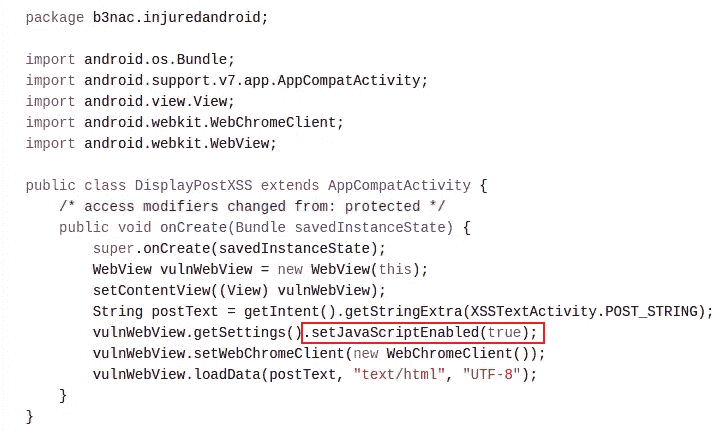 package b3nac.injuredandroid;
import android.os.Bundle;
import android.support.v7.app.AppCompatActivity;
import android.view.View;
import android.webkit.WebChromeClient;
import android.webkit.WebView;
public class DisplayPostXSS extends AppCompatActivity {
    /* access modifiers changed from: protected */
    public void onCreate(Bundle savedInstanceState) {
        super.onCreate(savedInstanceState);
        WebView vulnWebView = new WebView(this);
        setContentView((View) vulnWebView);
        String postText = getIntent().getStringExtra(XSSTextActivity.POST_STRING);
        vulnWebView.getSettings().setJavaScriptEnabled(true);
        vulnWebView.setWebChromeClient(new WebChromeClient());
        vulnWebView.loadData(postText, "text/html", "UTF-8");
    }
}